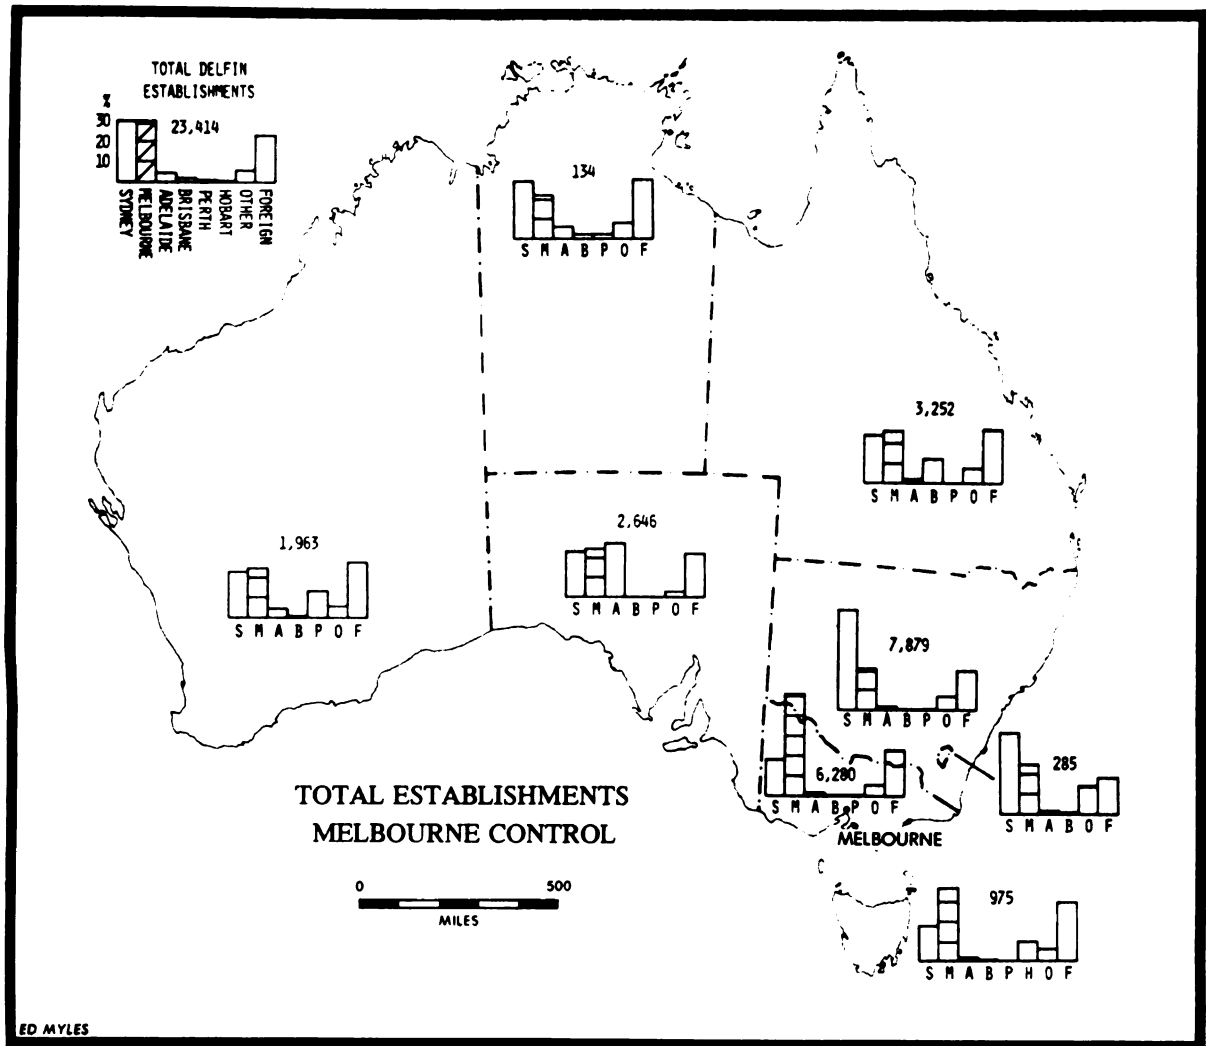 TOTAL DELFIN
ESTABLISHMENTS
%
30
20
10
23,414
SYDNEY
MELBOURNE
ADELAIDE
BRISBANE
PERTH
HOBART
OTHER
FOREIGN
134
S M A B P O F
3,252
S M A B P O F
1,963
S M A B P O F
2,646
S M A B P O F
7,879
S M A B P O F
6,280
S M A B P O F
285
S M A B O F
MELBOURNE
TOTAL ESTABLISHMENTS
MELBOURNE CONTROL
0 500
MILES
975
S M A B P H O F
ED MYLES